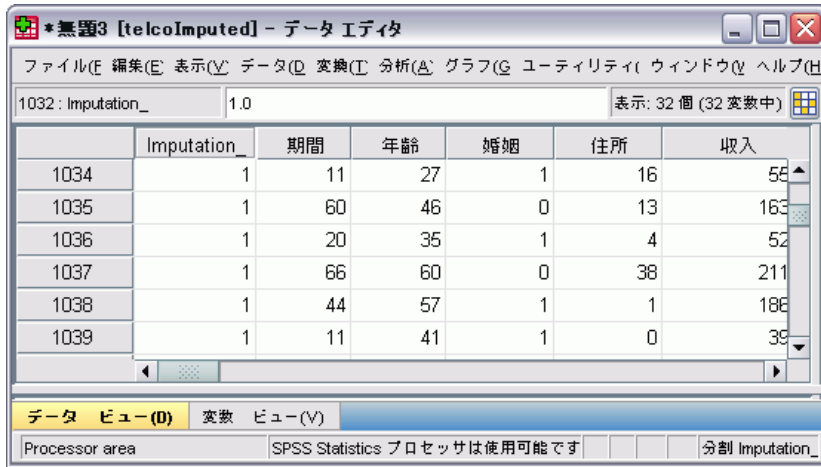 *無題3 [telcoImputed] - データ エディタ
ファイル(F 編集(E) 表示(V) データ(D 変換(T) 分析(A) グラフ(G ユーティリティ( ウィンドウ(W ヘルプ(H
1032 : Imputation_ 1.0 表示: 32 個 (32 変数中)
Imputation_ 期間 年齢 婚姻 住所 収入
1034 1 11 27 1 16 55
1035 1 60 46 0 13 163
1036 1 20 35 1 4 52
1037 1 66 60 0 38 211
1038 1 44 57 1 1 186
1039 1 11 41 1 0 39
データ ビュー(D) 変数 ビュー(V)
Processor area SPSS Statistics プロセッサは使用可能です 分割 Imputation_